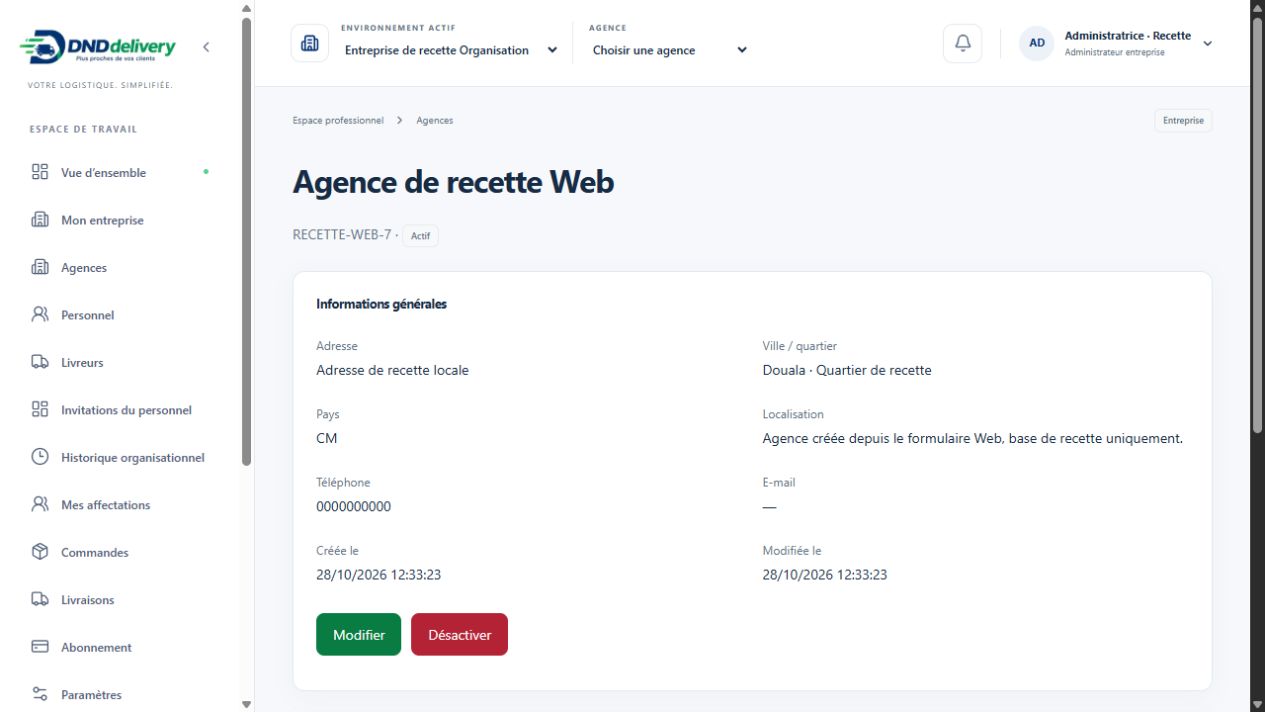 DNDdelivery
Plus proches de vos clients
VOTRE LOGISTIQUE. SIMPLIFIÉE.
ESPACE DE TRAVAIL
Vue d'ensemble
Mon entreprise
Agences
Personnel
Livreurs
Invitations du personnel
Historique organisationnel
Mes affectations
Commandes
Livraisons
Abonnement
Paramètres
ENVIRONNEMENT ACTIF
Entreprise de recette Organisation
AGENCE
Choisir une agence
AD
Administratrice · Recette
Administrateur entreprise
Espace professionnel > Agences
Entreprise
Agence de recette Web
RECETTE-WEB-7 · Actif
Informations générales
Adresse
Adresse de recette locale
Ville / quartier
Douala · Quartier de recette
Pays
CM
Localisation
Agence créée depuis le formulaire Web, base de recette uniquement.
Téléphone
0000000000
E-mail
—
Créée le
28/10/2026 12:33:23
Modifiée le
28/10/2026 12:33:23
Modifier
Désactiver